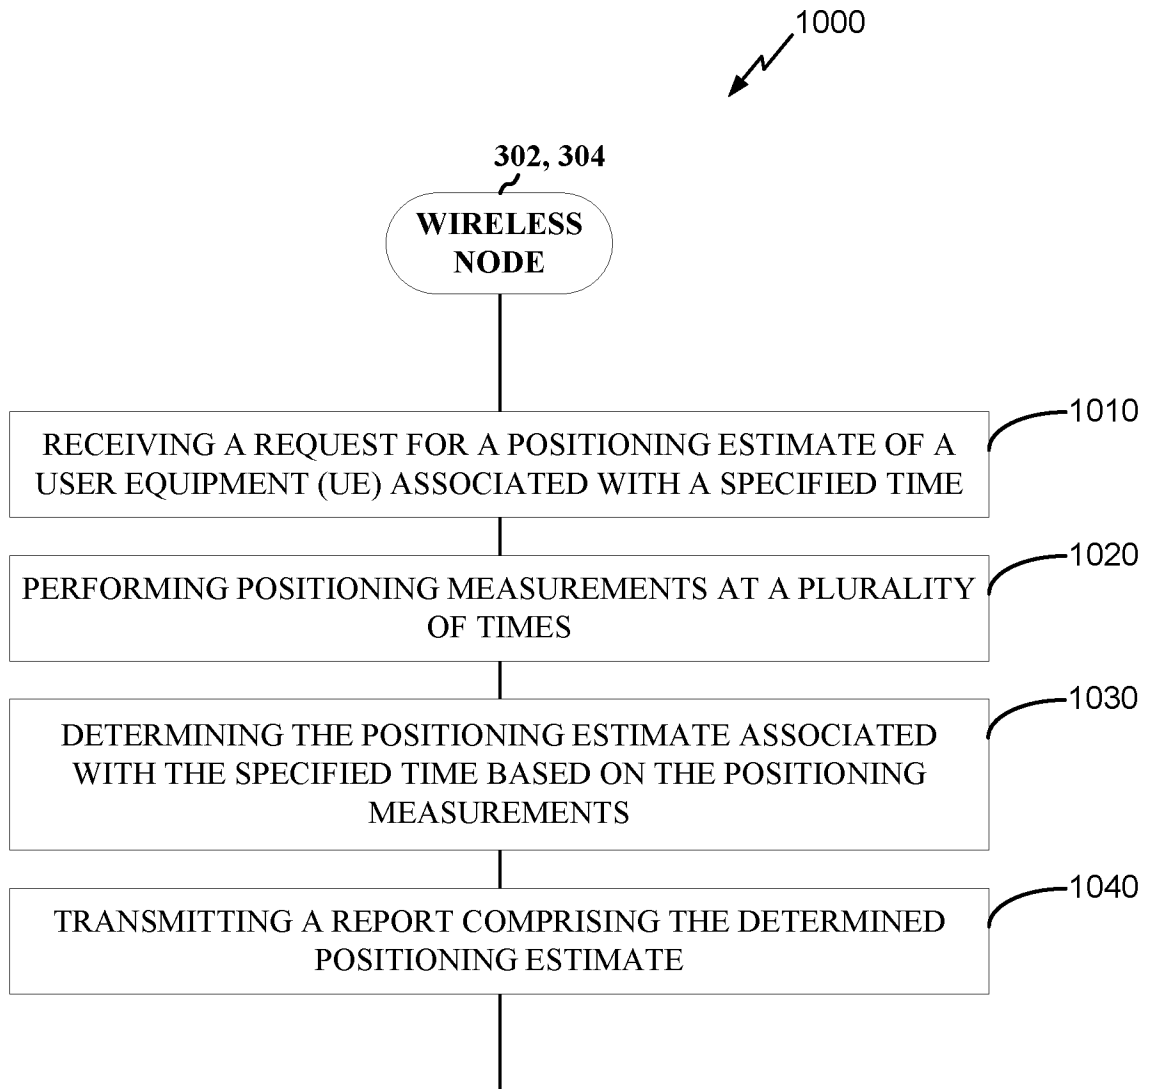 1000
302, 304
WIRELESS
NODE
1010
RECEIVING A REQUEST FOR A POSITIONING ESTIMATE OF A
USER EQUIPMENT (UE) ASSOCIATED WITH A SPECIFIED TIME
1020
PERFORMING POSITIONING MEASUREMENTS AT A PLURALITY
OF TIMES
1030
DETERMINING THE POSITIONING ESTIMATE ASSOCIATED
WITH THE SPECIFIED TIME BASED ON THE POSITIONING
MEASUREMENTS
1040
TRANSMITTING A REPORT COMPRISING THE DETERMINED
POSITIONING ESTIMATE